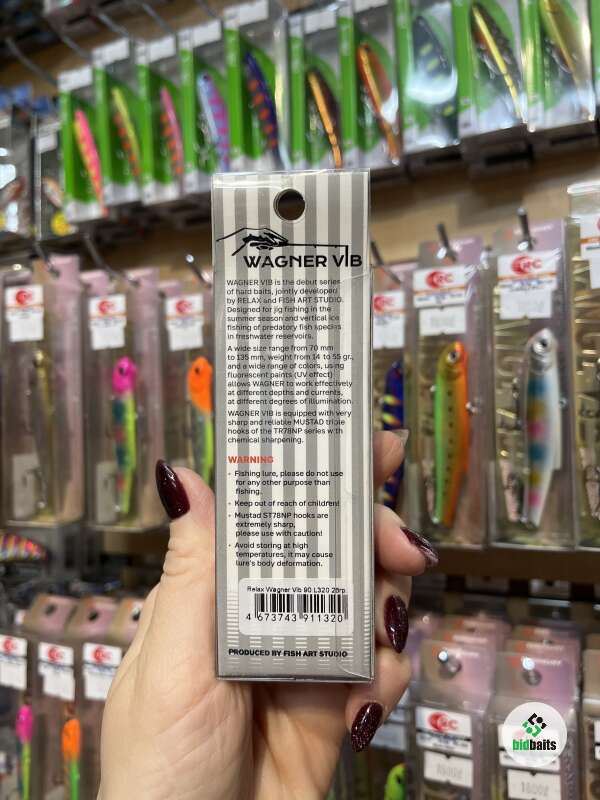 WAGNER VIB
WAGNER VIB is the debut series
of hard baits, jointly developed
by RELAX and FISH ART STUDIO.
Designed for jig fishing in the
summer season and vertical ice
fishing of predatory fish species
in freshwater reservoirs.
A wide size range from 70 mm
to 135 mm, weight from 14 to 55 gr.,
and a wide range of colors, using
fluorescent paints (UV effect)
allows WAGNER to work effectively
at different depths and currents,
at different degrees of illumination.
WAGNER VIB is equipped with very
sharp and reliable MUSTAD triple
hooks of the TR78NP series with
chemical sharpening.
WARNING
• Fishing lure, please do not use
for any other purpose than
fishing.
• Keep out of reach of children!
• Mustad ST78NP hooks are
extremely sharp,
please use with caution!
• Avoid storing at high
temperatures, it may cause
lure's body deformation.
Relax Wagner Vib 90 L320 28гр.
4 673743 911320
PRODUCED BY FISH ART STUDIO
bidbaits